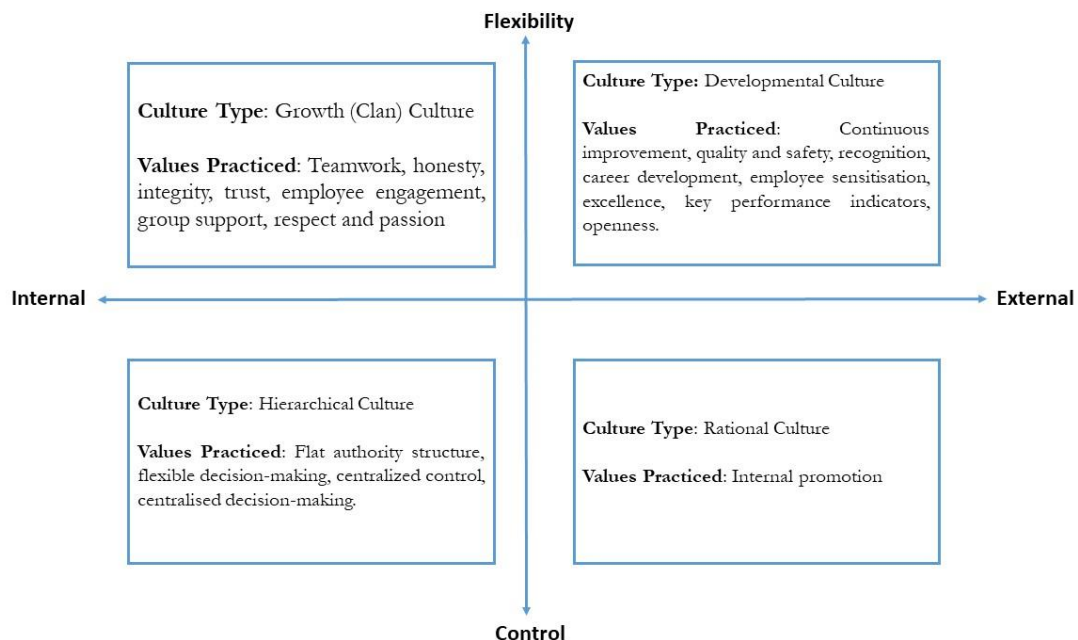 Flexibility
Culture Type: Growth (Clan) Culture
Values Practiced: Teamwork, honesty,
integrity, trust, employee engagement,
group support, respect and passion
Culture Type: Developmental Culture
Values Practiced: Continuous
improvement, quality and safety, recognition,
career development, employee sensitisation,
excellence, key performance indicators,
openness.
Internal
External
Culture Type: Hierarchical Culture
Values Practiced: Flat authority structure,
flexible decision-making, centralized control,
centralised decision-making.
Culture Type: Rational Culture
Values Practiced: Internal promotion
Control